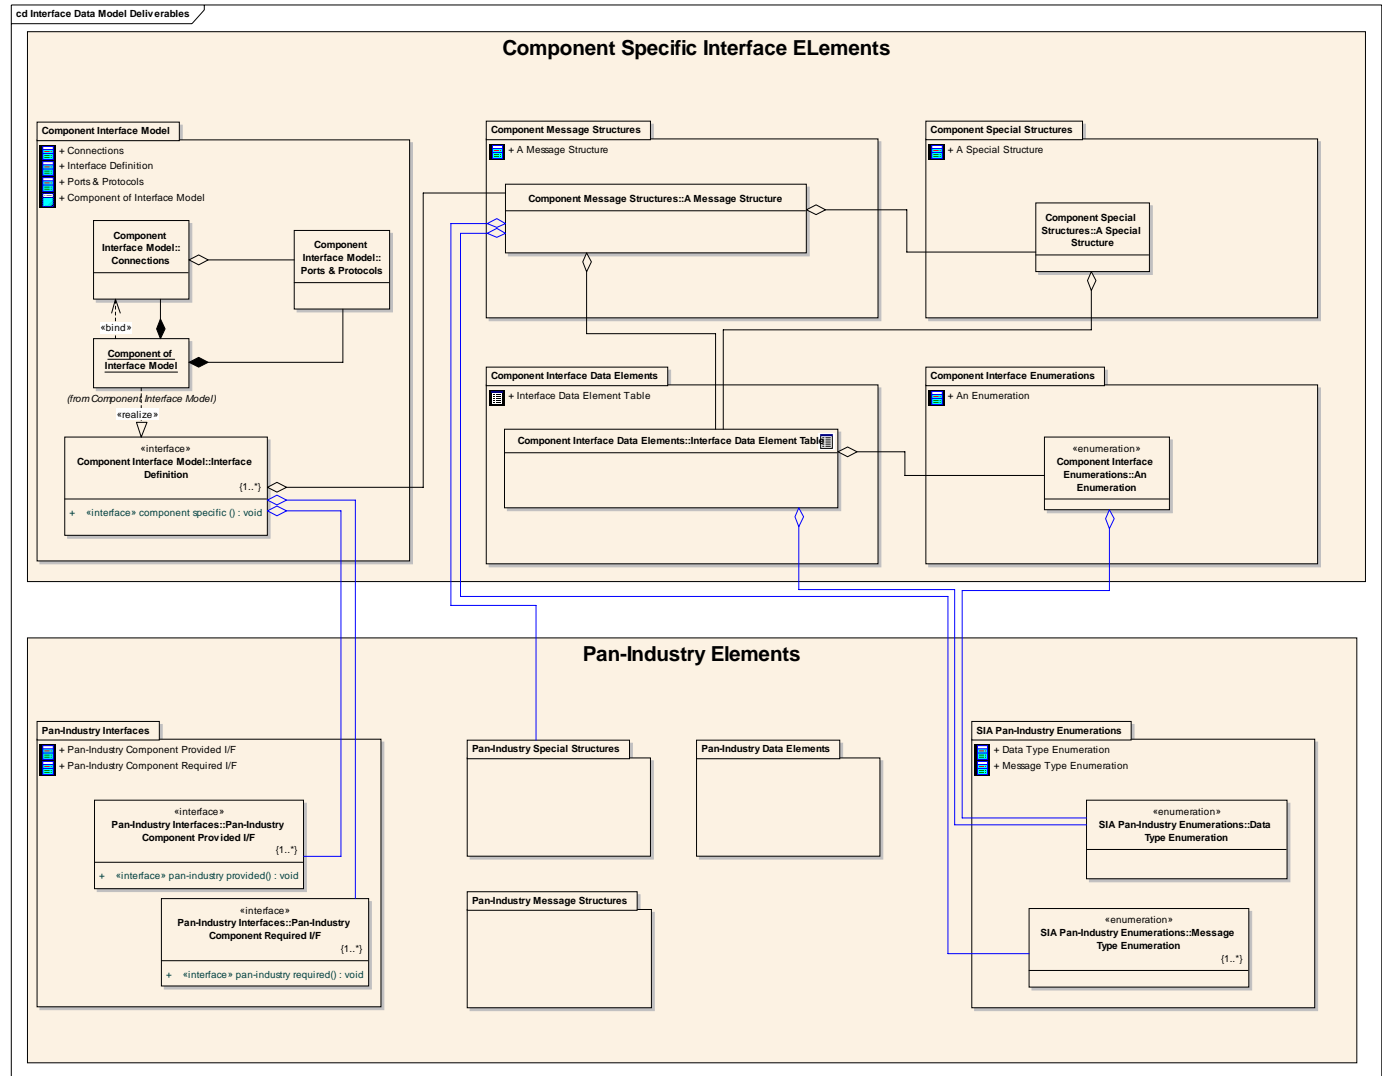 cd Interface Data Model Deliverables
Component Specific Interface ELements
Component Interface Model
+ Connections
+ Interface Definition
+ Ports & Protocols
+ Component of Interface Model
Component
Interface Model::
Connections
Component
Interface Model::
Ports & Protocols
«bind»
Component of
Interface Model
(from Component Interface Model)
«realize»
«interface»
Component Interface Model::Interface
Definition
{1..*}
+ «interface» component specific () : void
Component Message Structures
+ A Message Structure
Component Message Structures::A Message Structure
Component Special Structures
+ A Special Structure
Component Special
Structures::A Special
Structure
Component Interface Data Elements
+ Interface Data Element Table
Component Interface Data Elements::Interface Data Element Table
Component Interface Enumerations
+ An Enumeration
«enumeration»
Component Interface
Enumerations::An
Enumeration
Pan-Industry Elements
Pan-Industry Interfaces
+ Pan-Industry Component Provided I/F
+ Pan-Industry Component Required I/F
«interface»
Pan-Industry Interfaces::Pan-Industry
Component Provided I/F
{1..*}
+ «interface» pan-industry provided() : void
«interface»
Pan-Industry Interfaces::Pan-Industry
Component Required I/F
{1..*}
+ «interface» pan-industry required() : void
Pan-Industry Special Structures
Pan-Industry Data Elements
Pan-Industry Message Structures
SIA Pan-Industry Enumerations
+ Data Type Enumeration
+ Message Type Enumeration
«enumeration»
SIA Pan-Industry Enumerations::Data
Type Enumeration
«enumeration»
SIA Pan-Industry Enumerations::Message
Type Enumeration
{1..*}